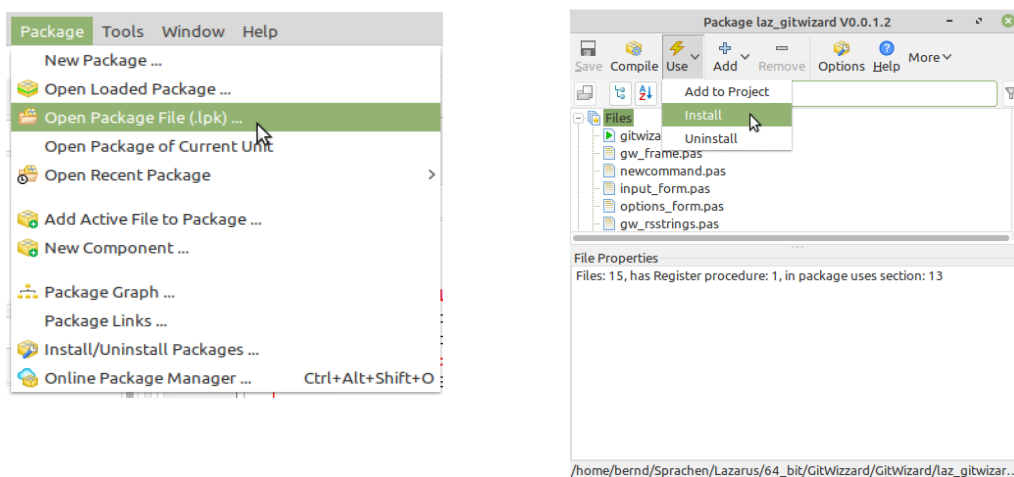 Package Tools Window Help
New Package ...
Open Loaded Package ...
Open Package File (.lpk) ...
Open Package of Current Unit
Open Recent Package
Add Active File to Package ...
New Component ...
Package Graph ...
Package Links ...
Install/Uninstall Packages ...
Online Package Manager ... Ctrl+Alt+Shift+O
Package laz_gitwizard V0.0.1.2
Save Compile Use Add Remove Options Help More
Add to Project
Install
Uninstall
Files
gitwiza
gw_frame.pas
newcommand.pas
input_form.pas
options_form.pas
gw_rsstrings.pas
File Properties
Files: 15, has Register procedure: 1, in package uses section: 13
/home/bernd/Sprachen/Lazarus/64_bit/GitWizzard/GitWizard/laz_gitwizar...